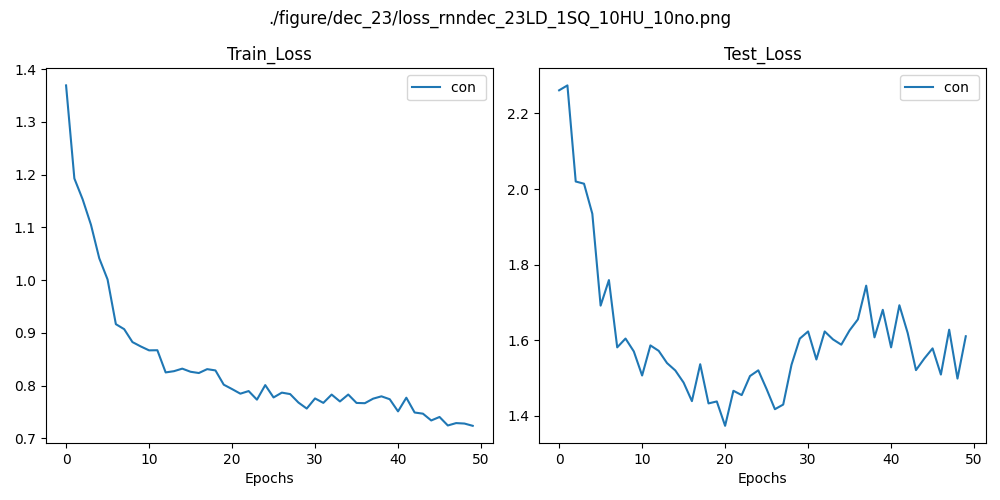 ./figure/dec_23/loss_rnndec_23LD_1SQ_10HU_10no.png
Train_Loss
con
1.4
1.3
1.2
1.1
1.0
0.9
0.8
0.7
0 10 20 30 40 50
Epochs
Test_Loss
con
2.2
2.0
1.8
1.6
1.4
0 10 20 30 40 50
Epochs